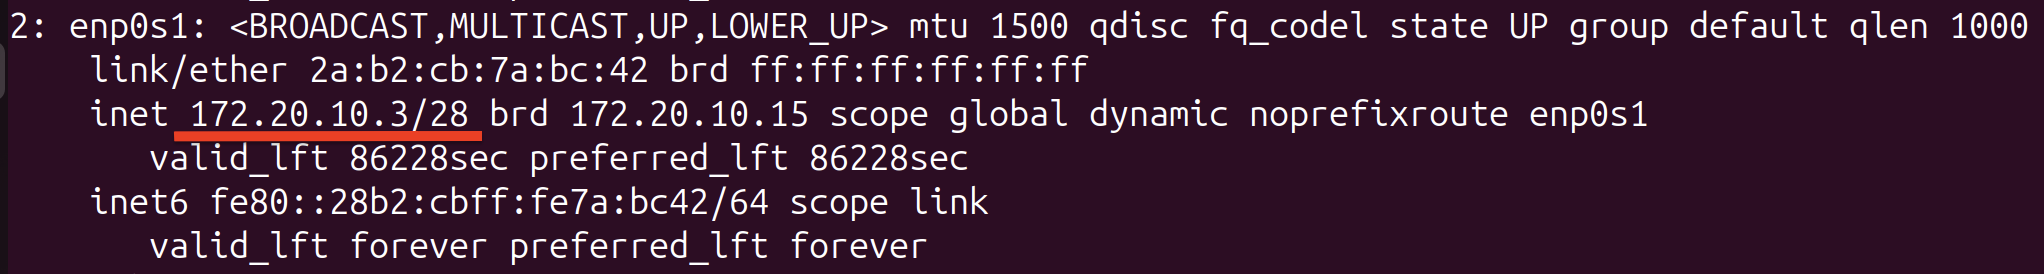 2: enp0s1: <BROADCAST,MULTICAST,UP,LOWER_UP> mtu 1500 qdisc fq_codel state UP group default qlen 1000
link/ether 2a:b2:cb:7a:bc:42 brd ff:ff:ff:ff:ff:ff
inet 172.20.10.3/28 brd 172.20.10.15 scope global dynamic noprefixroute enp0s1
valid_lft 86228sec preferred_lft 86228sec
inet6 fe80::28b2:cbff:fe7a:bc42/64 scope link
valid_lft forever preferred_lft forever